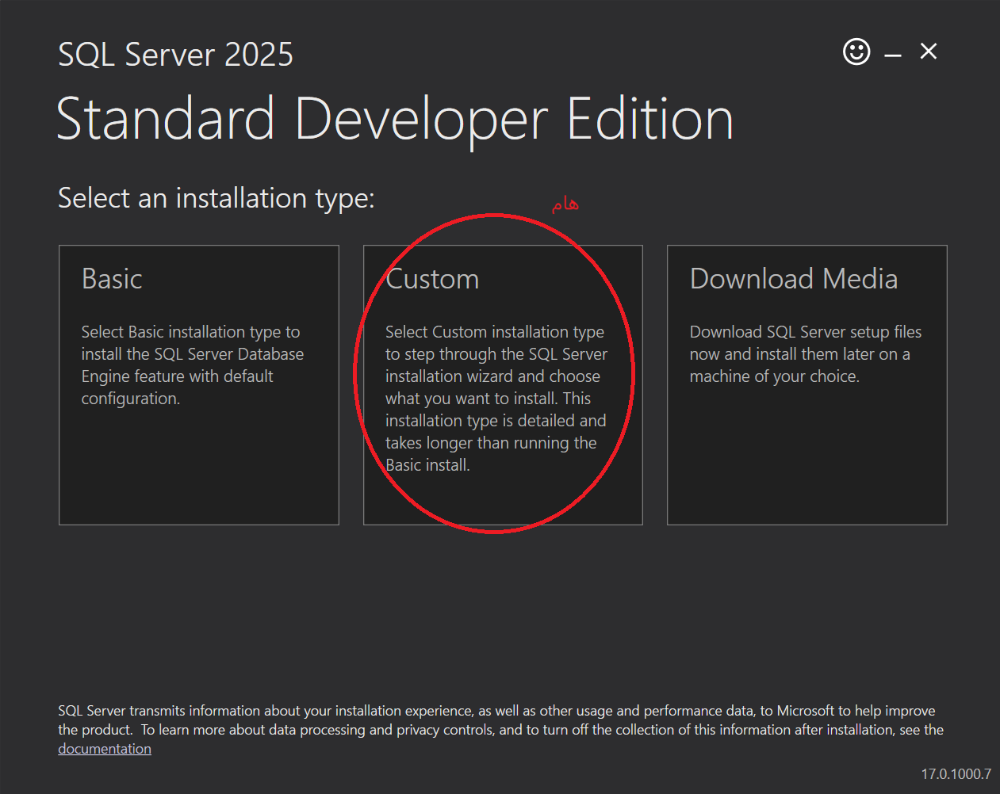 SQL Server 2025
Standard Developer Edition
Select an installation type:
هام
Basic
Select Basic installation type to
install the SQL Server Database
Engine feature with default
configuration.
Custom
Select Custom installation type
to step through the SQL Server
installation wizard and choose
what you want to install. This
installation type is detailed and
takes longer than running the
Basic install.
Download Media
Download SQL Server setup files
now and install them later on a
machine of your choice.
SQL Server transmits information about your installation experience, as well as other usage and performance data, to Microsoft to help improve
the product.  To learn more about data processing and privacy controls, and to turn off the collection of this information after installation, see the
documentation
17.0.1000.7